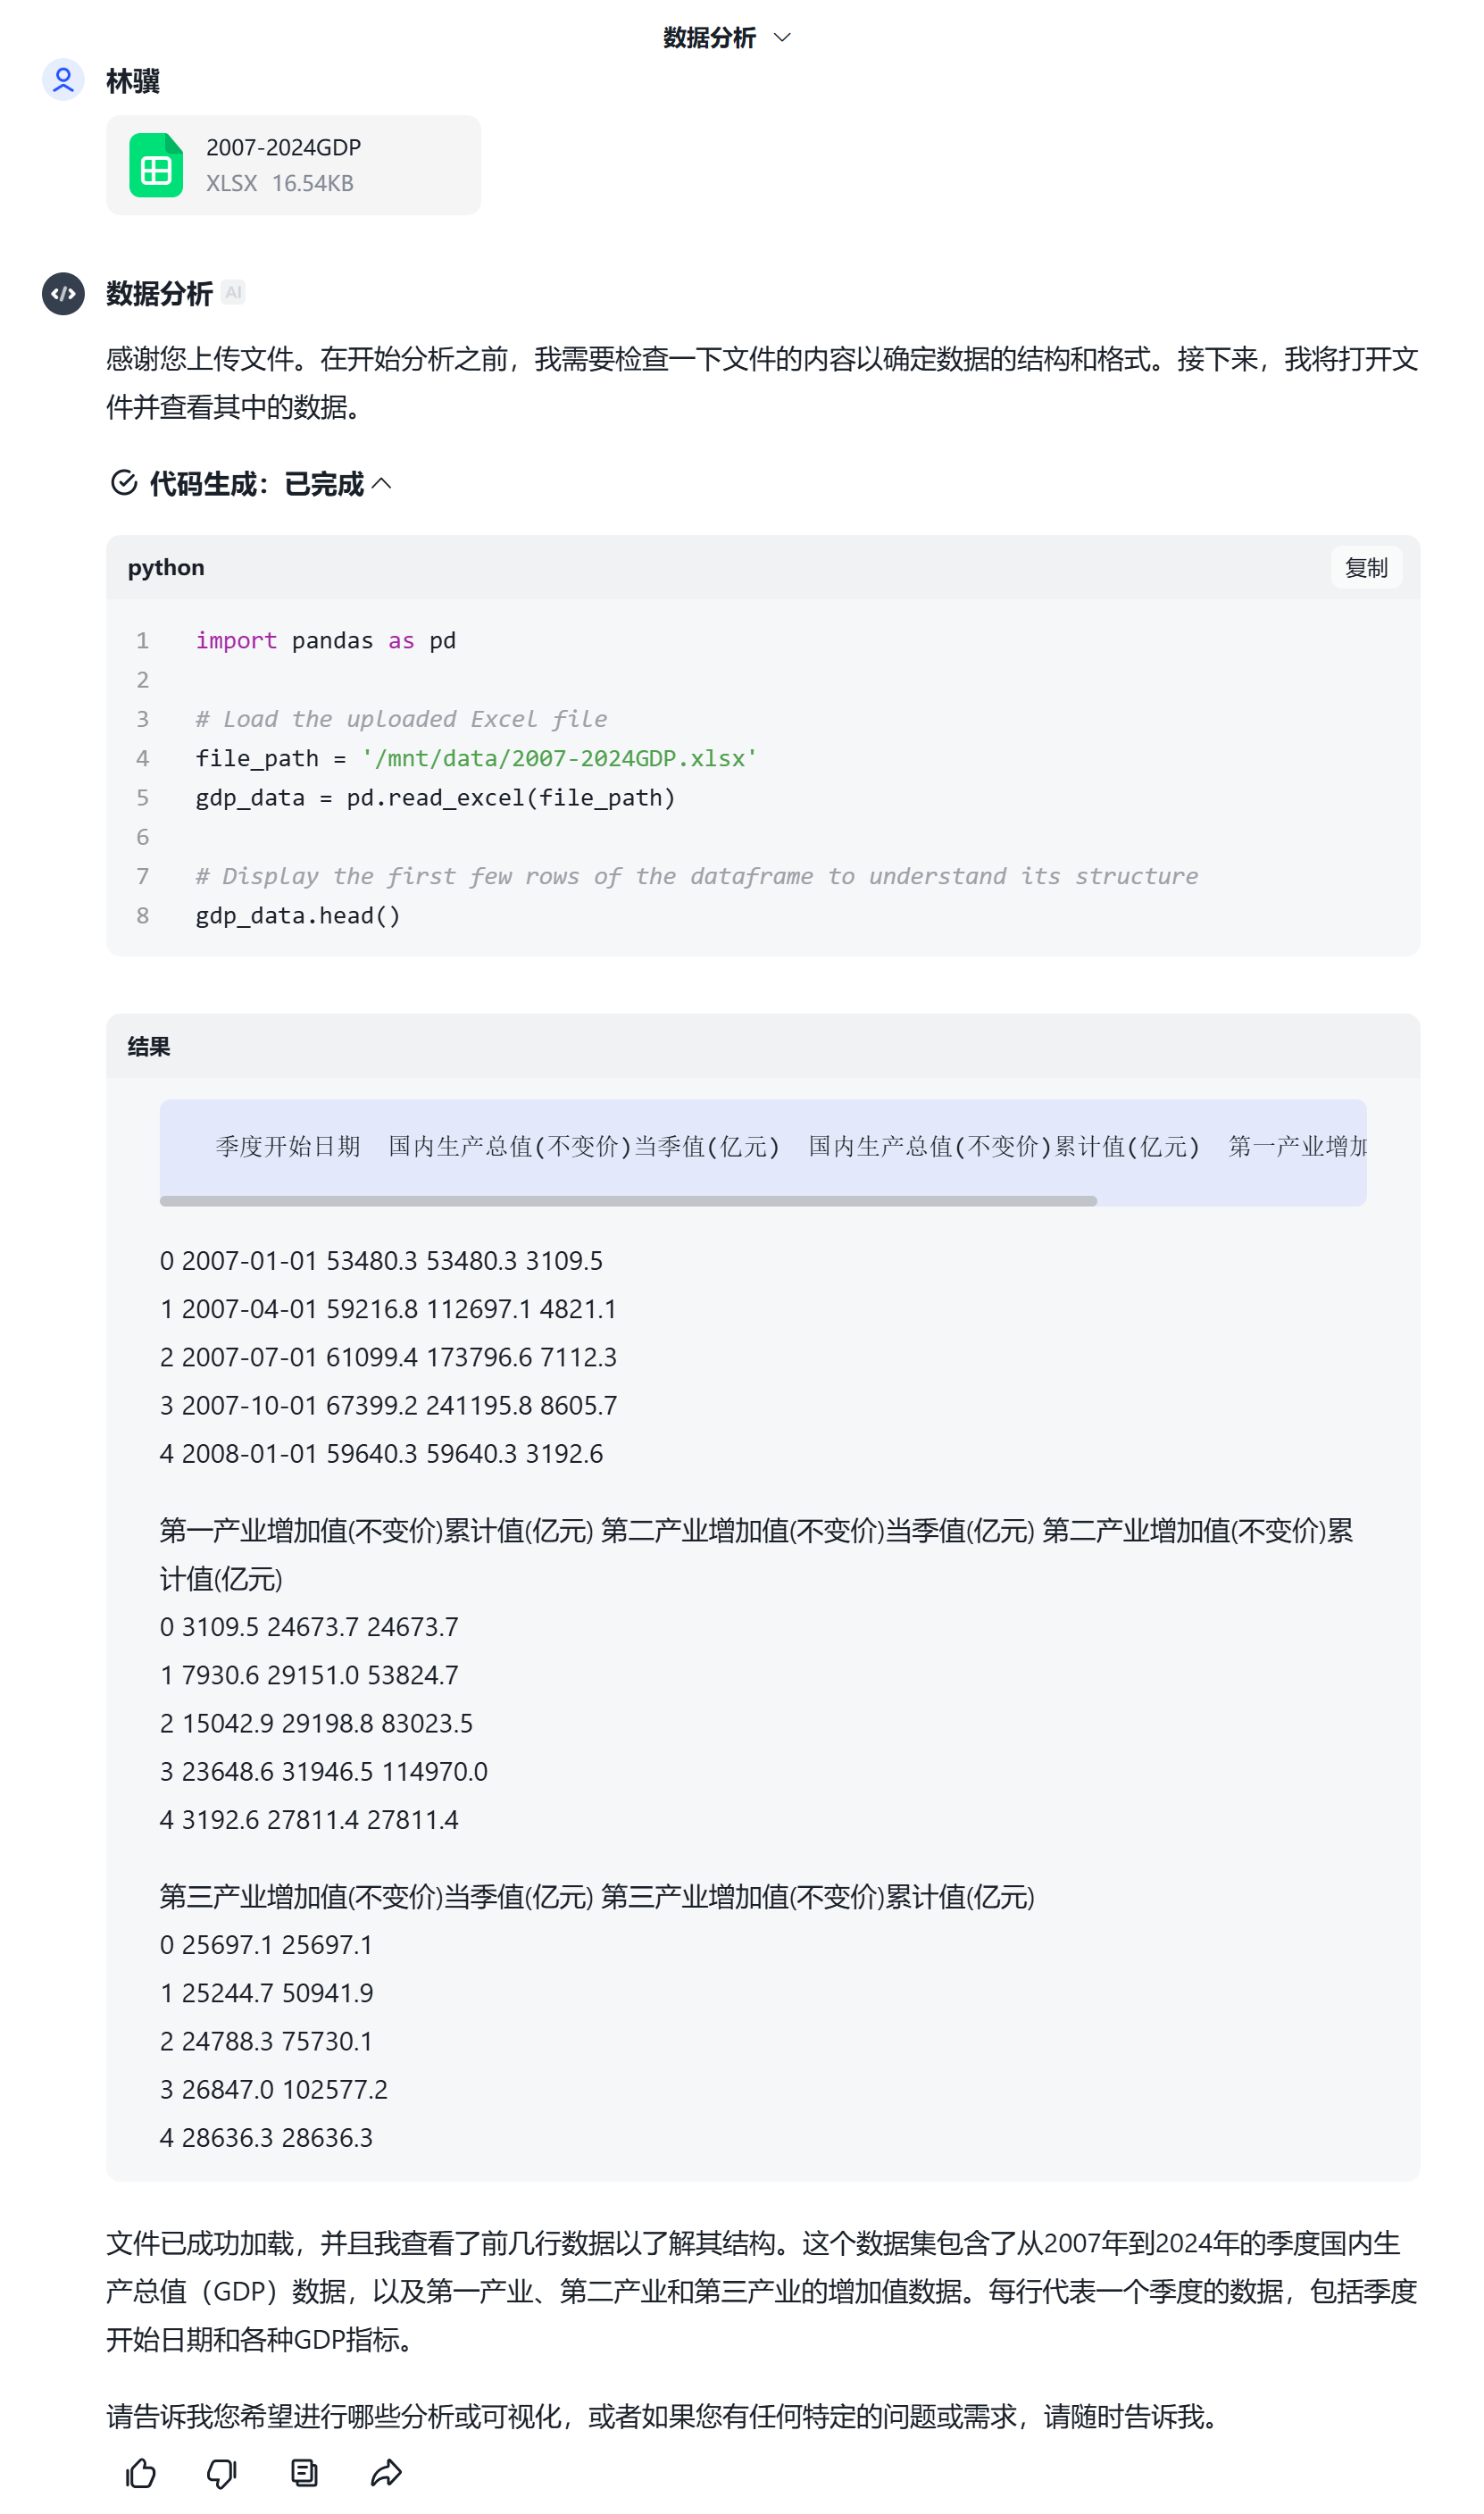 数据分析
林骥
2007-2024GDP
XLSX 16.54KB
数据分析 AI
感谢您上传文件。在开始分析之前，我需要检查一下文件的内容以确定数据的结构和格式。接下来，我将打开文
件并查看其中的数据。
代码生成：已完成
python 复制
1 import pandas as pd
2
3 # Load the uploaded Excel file
4 file_path = '/mnt/data/2007-2024GDP.xlsx'
5 gdp_data = pd.read_excel(file_path)
6
7 # Display the first few rows of the dataframe to understand its structure
8 gdp_data.head()
结果
季度开始日期 国内生产总值(不变价)当季值(亿元) 国内生产总值(不变价)累计值(亿元) 第一产业增加
0 2007-01-01 53480.3 53480.3 3109.5
1 2007-04-01 59216.8 112697.1 4821.1
2 2007-07-01 61099.4 173796.6 7112.3
3 2007-10-01 67399.2 241195.8 8605.7
4 2008-01-01 59640.3 59640.3 3192.6
第一产业增加值(不变价)累计值(亿元) 第二产业增加值(不变价)当季值(亿元) 第二产业增加值(不变价)累
计值(亿元)
0 3109.5 24673.7 24673.7
1 7930.6 29151.0 53824.7
2 15042.9 29198.8 83023.5
3 23648.6 31946.5 114970.0
4 3192.6 27811.4 27811.4
第三产业增加值(不变价)当季值(亿元) 第三产业增加值(不变价)累计值(亿元)
0 25697.1 25697.1
1 25244.7 50941.9
2 24788.3 75730.1
3 26847.0 102577.2
4 28636.3 28636.3
文件已成功加载，并且我查看了前几行数据以了解其结构。这个数据集包含了从2007年到2024年的季度国内生
产总值（GDP）数据，以及第一产业、第二产业和第三产业的增加值数据。每行代表一个季度的数据，包括季度
开始日期和各种GDP指标。
请告诉我您希望进行哪些分析或可视化，或者如果您有任何特定的问题或需求，请随时告诉我。